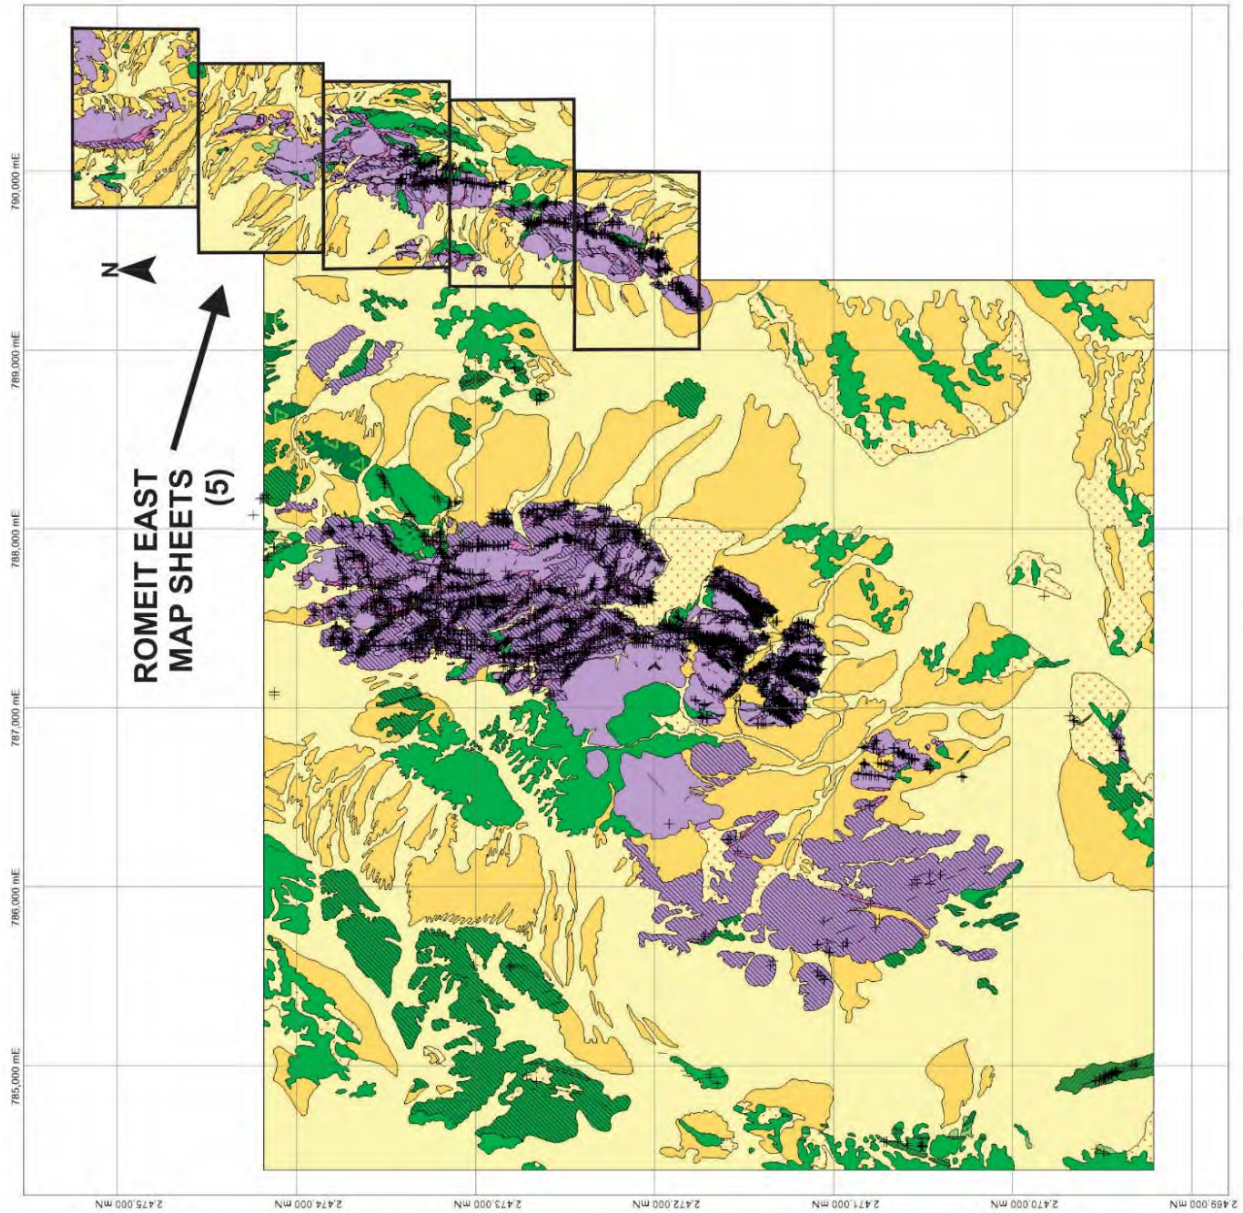 790,000 mE
789,000 mE
788,000 mE
787,000 mE
786,000 mE
785,000 mE
N
ROMEIT EAST
MAP SHEETS
(5)
2,475,000 mN
2,474,000 mN
2,473,000 mN
2,472,000 mN
2,471,000 mN
2,470,000 mN
2,469,000 mN